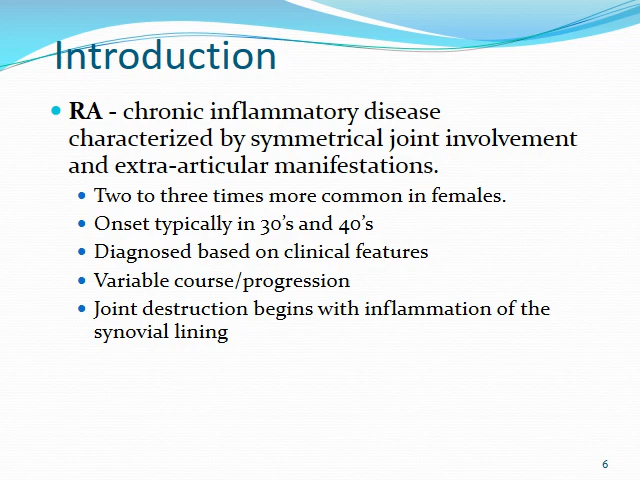 Introduction
• RA - chronic inflammatory disease
characterized by symmetrical joint involvement
and extra-articular manifestations.
• Two to three times more common in females.
• Onset typically in 30's and 40's
• Diagnosed based on clinical features
• Variable course/progression
• Joint destruction begins with inflammation of the
synovial lining
6